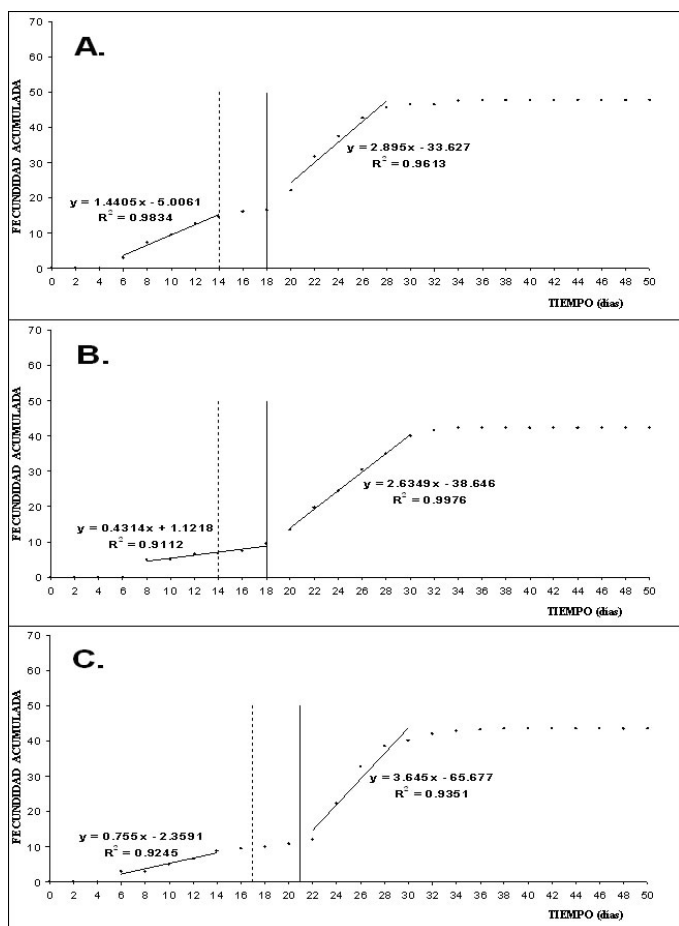 A.
FECUNDIDAD ACUMULADA
70
60
50
40
30
20
10
0
y = 2.895x - 33.627
R² = 0.9613
y = 1.4405x - 5.0061
R² = 0.9834
0 2 4 6 8 10 12 14 16 18 20 22 24 26 28 30 32 34 36 38 40 42 44 46 48 50
TIEMPO (días)
B.
FECUNDIDAD ACUMULADA
70
60
50
40
30
20
10
0
y = 2.6349x - 38.646
R² = 0.9976
y = 0.4314x + 1.1218
R² = 0.9112
0 2 4 6 8 10 12 14 16 18 20 22 24 26 28 30 32 34 36 38 40 42 44 46 48 50
TIEMPO (días)
C.
FECUNDIDAD ACUMULADA
70
60
50
40
30
20
10
0
y = 3.645x - 65.677
R² = 0.9351
y = 0.755x - 2.3591
R² = 0.9245
0 2 4 6 8 10 12 14 16 18 20 22 24 26 28 30 32 34 36 38 40 42 44 46 48 50
TIEMPO (días)